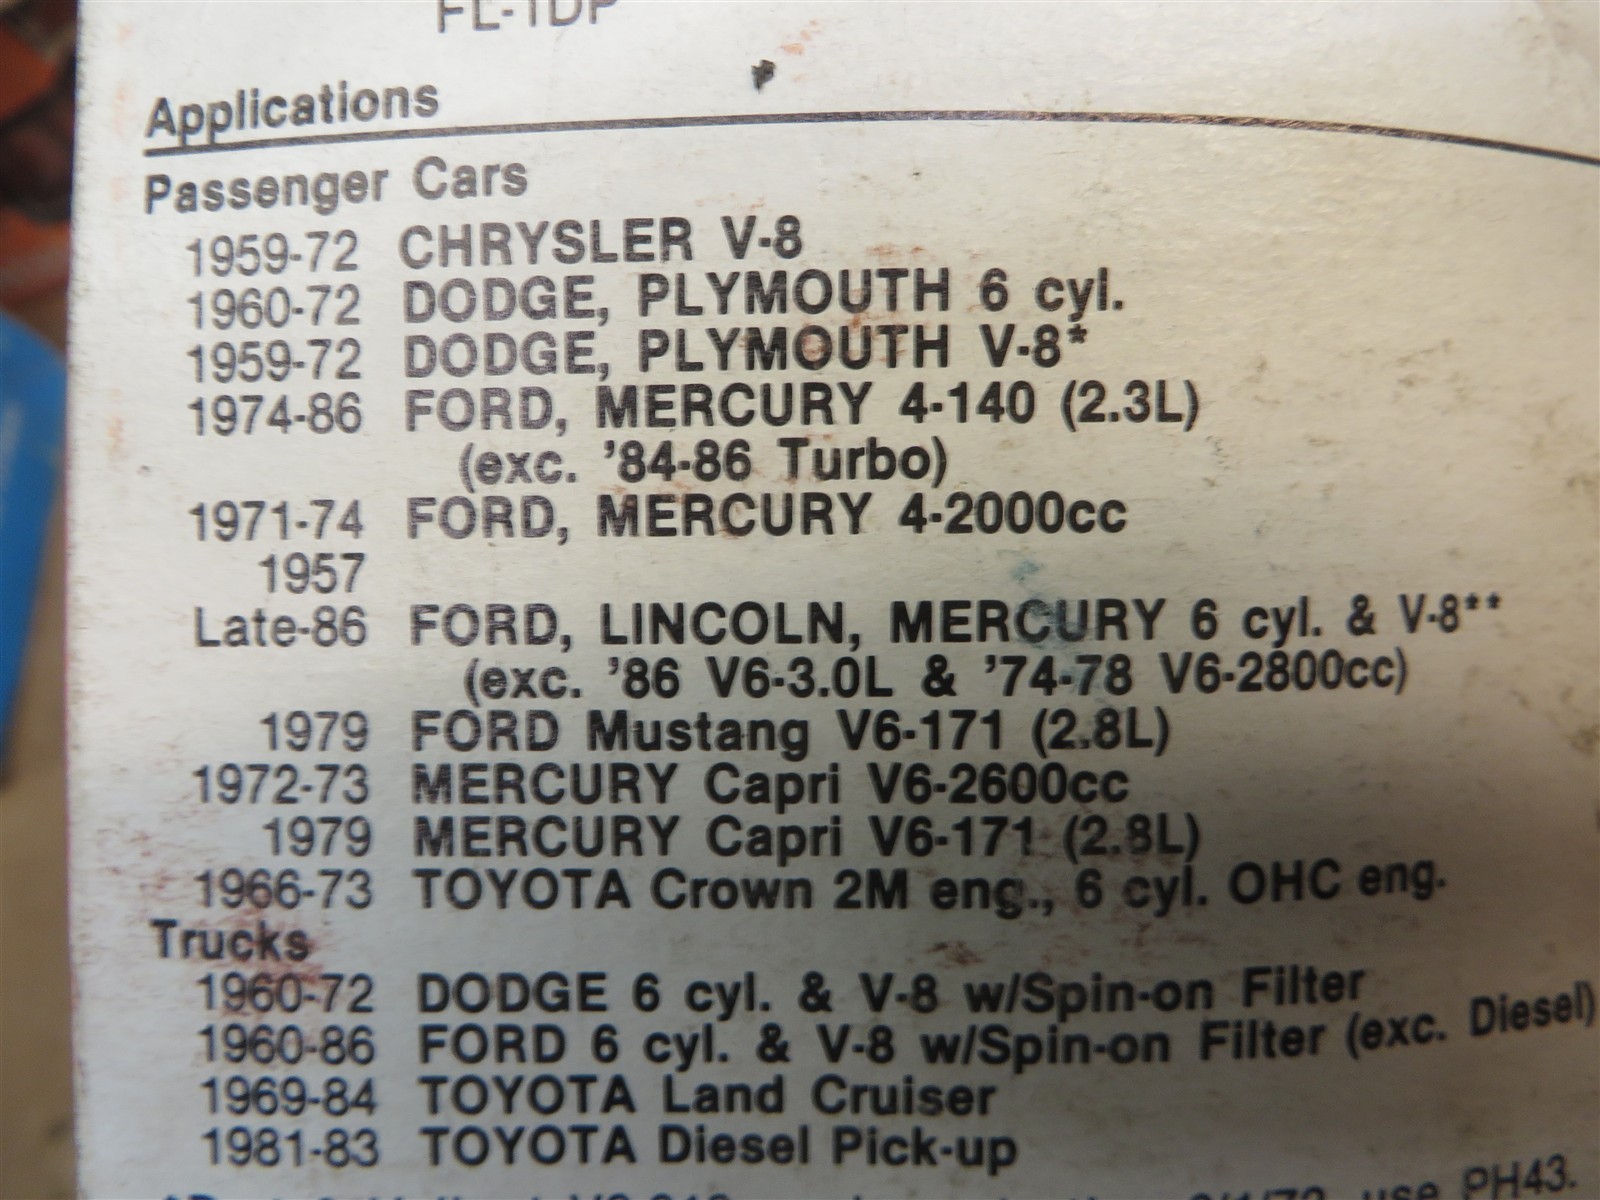 FL-1DP
Applications
Passenger Cars
1959-72 CHRYSLER V-8
1960-72 DODGE, PLYMOUTH 6 cyl.
1959-72 DODGE, PLYMOUTH V-8*
1974-86 FORD, MERCURY 4-140 (2.3L)
(exc. '84-86 Turbo)
1971-74 FORD, MERCURY 4-2000cc
1957
Late-86 FORD, LINCOLN, MERCURY 6 cyl. & V-8**
(exc. '86 V6-3.0L & '74-78 V6-2800cc)
1979 FORD Mustang V6-171 (2.8L)
1972-73 MERCURY Capri V6-2600cc
1979 MERCURY Capri V6-171 (2.8L)
1966-73 TOYOTA Crown 2M eng., 6 cyl. OHC eng.
Trucks
1960-72 DODGE 6 cyl. & V-8 w/Spin-on Filter
1960-86 FORD 6 cyl. & V-8 w/Spin-on Filter (exc. Diesel)
1969-84 TOYOTA Land Cruiser
1981-83 TOYOTA Diesel Pick-up
use PH43.